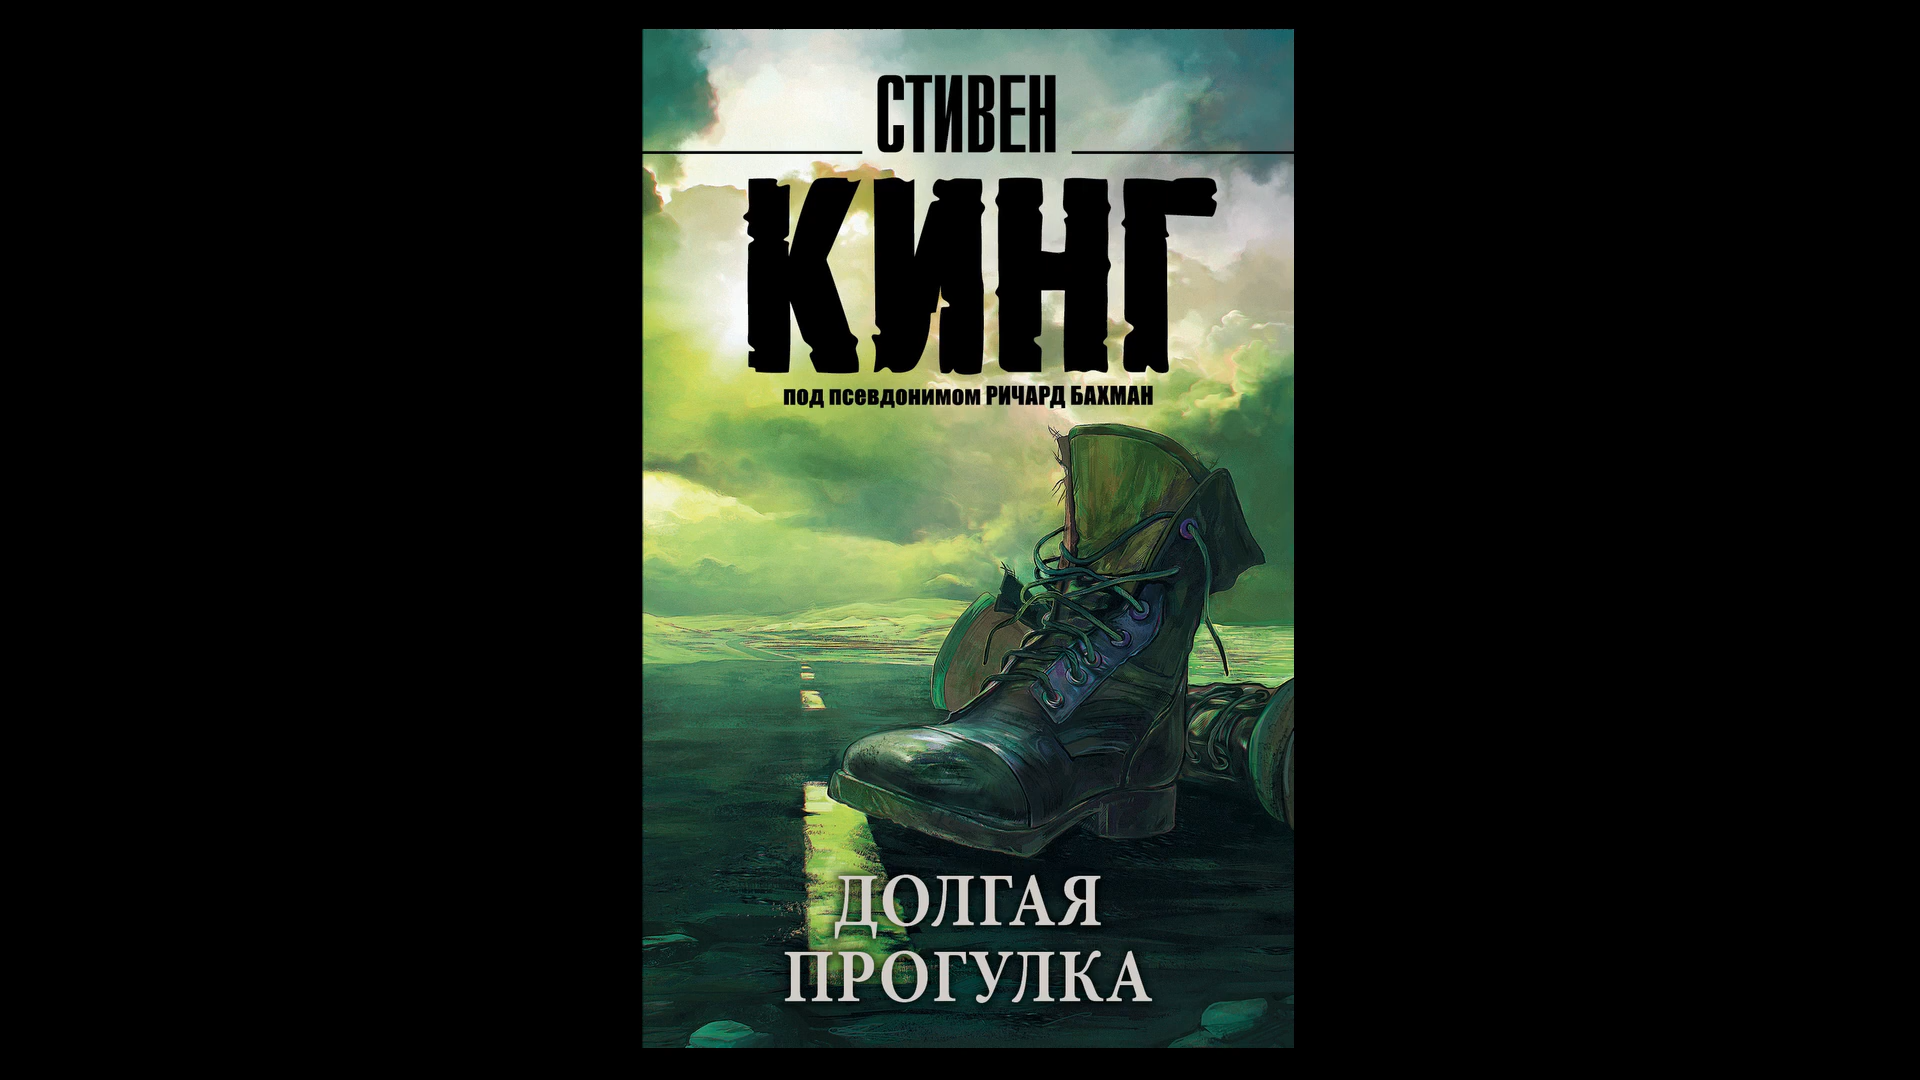 СТИВЕН
КИНГ
под псевдонимом РИЧАРД БАХМАН
ДОЛГАЯ
ПРОГУЛКА